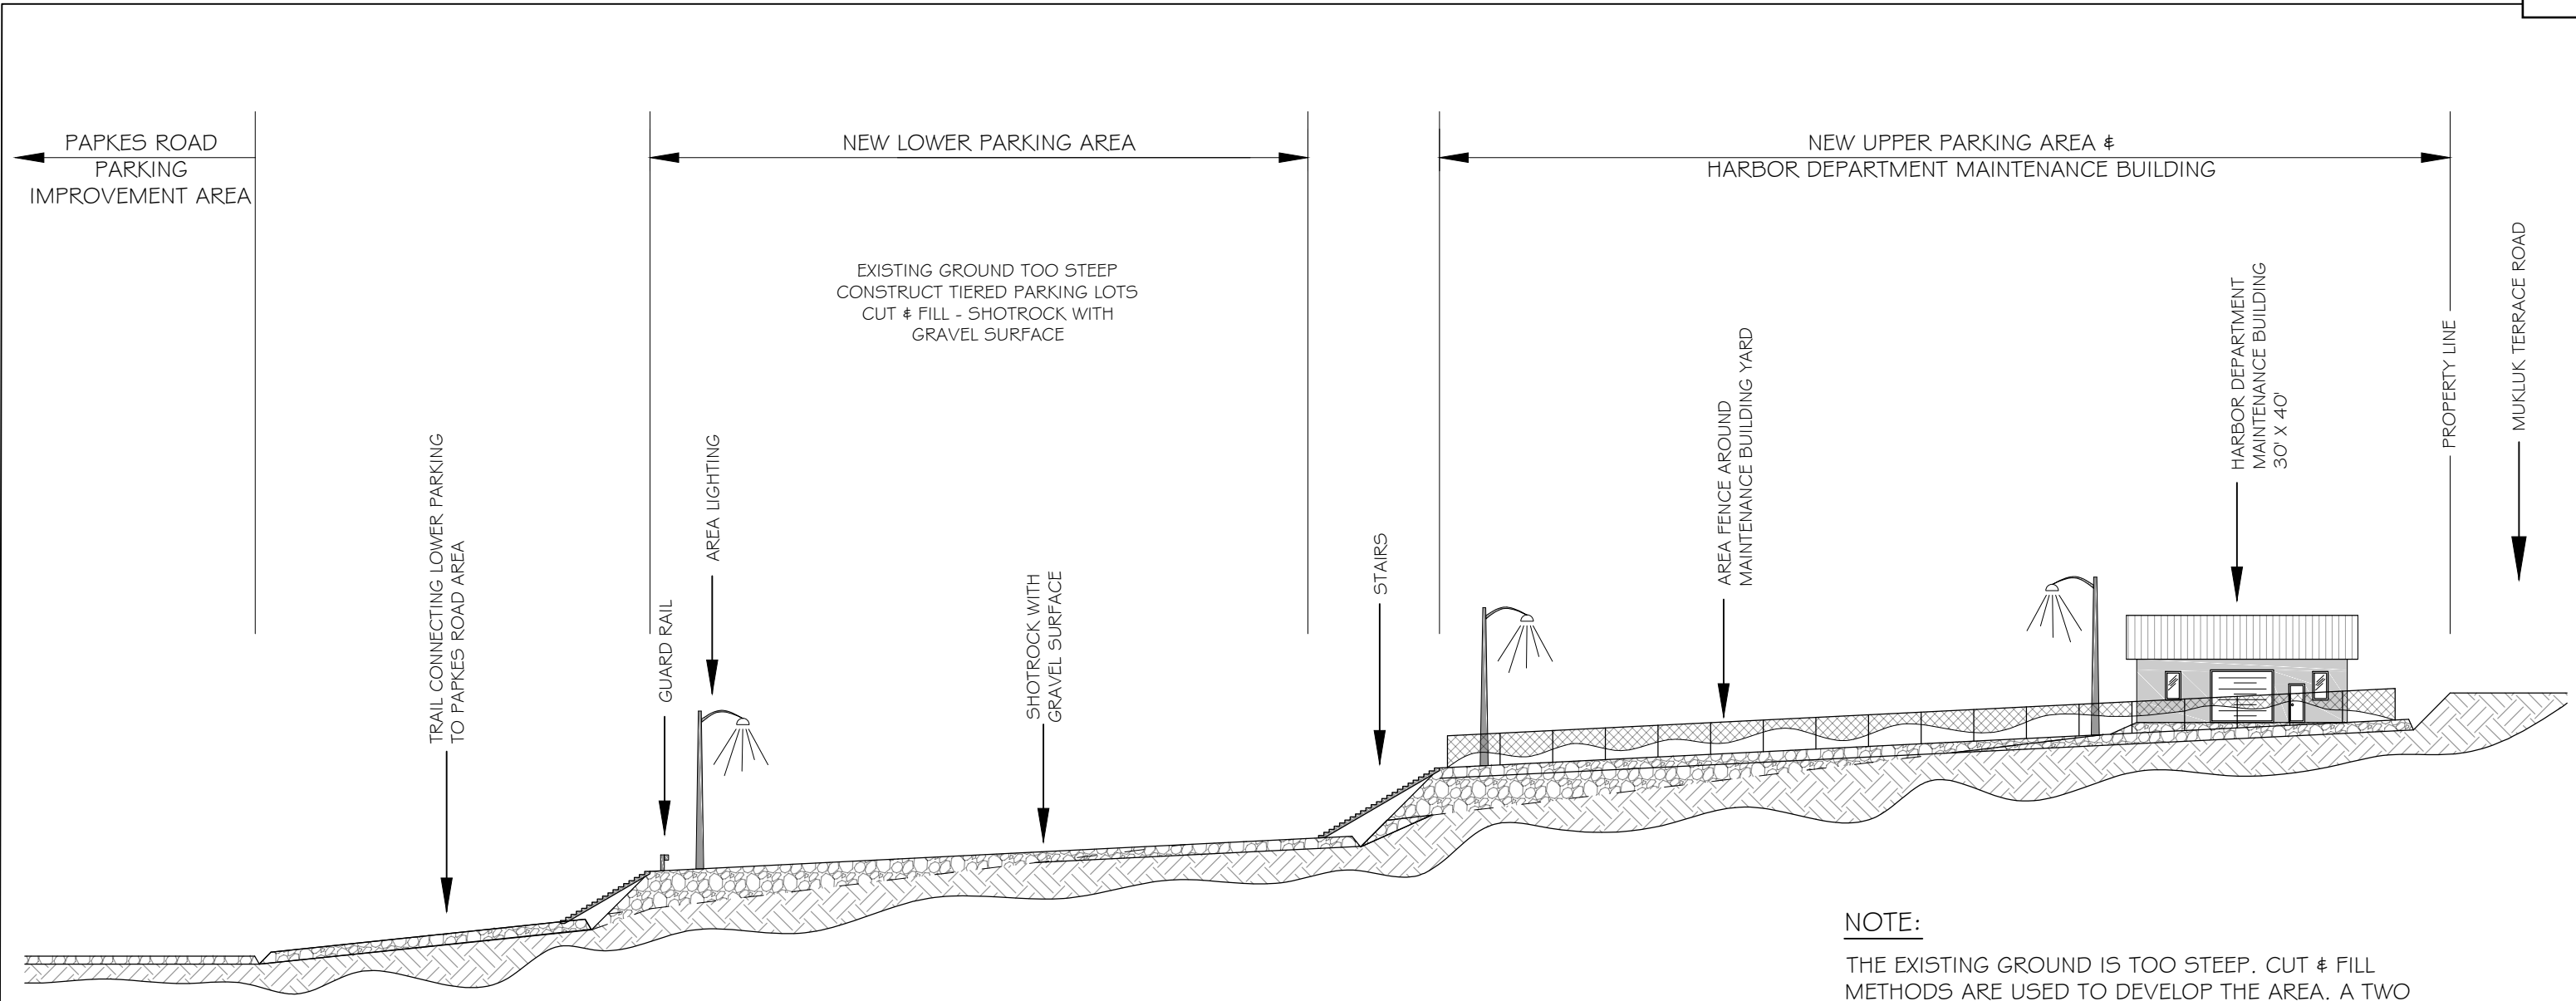 PAPKES ROAD
PARKING
IMPROVEMENT AREA
NEW LOWER PARKING AREA
NEW UPPER PARKING AREA &
HARBOR DEPARTMENT MAINTENANCE BUILDING
EXISTING GROUND TOO STEEP
CONSTRUCT TIERED PARKING LOTS
CUT & FILL - SHOTROCK WITH
GRAVEL SURFACE
TRAIL CONNECTING LOWER PARKING
TO PAPKES ROAD AREA
GUARD RAIL
AREA LIGHTING
SHOTROCK WITH
GRAVEL SURFACE
STAIRS
AREA FENCE AROUND
MAINTENANCE BUILDING YARD
HARBOR DEPARTMENT
MAINTENANCE BUILDING
30' X 40'
PROPERTY LINE
MUKLUK TERRACE ROAD
NOTE:
THE EXISTING GROUND IS TOO STEEP. CUT & FILL
METHODS ARE USED TO DEVELOP THE AREA. A TWO